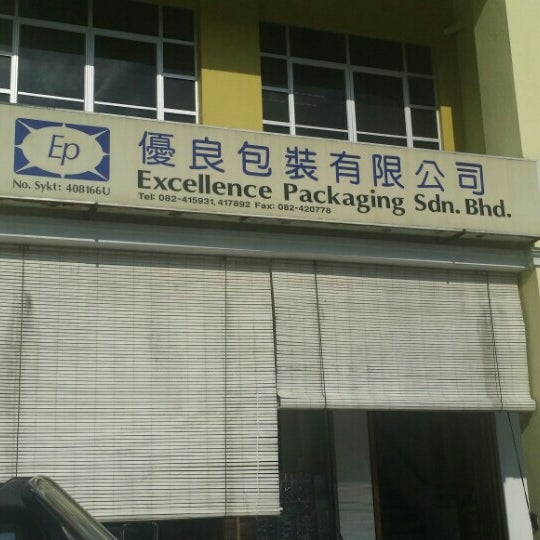 Ep
No. Sykt: 408166U
優良包裝有限公司
Excellence Packaging Sdn. Bhd.
Tel: 082-415931, 417892 Fax: 082-420778